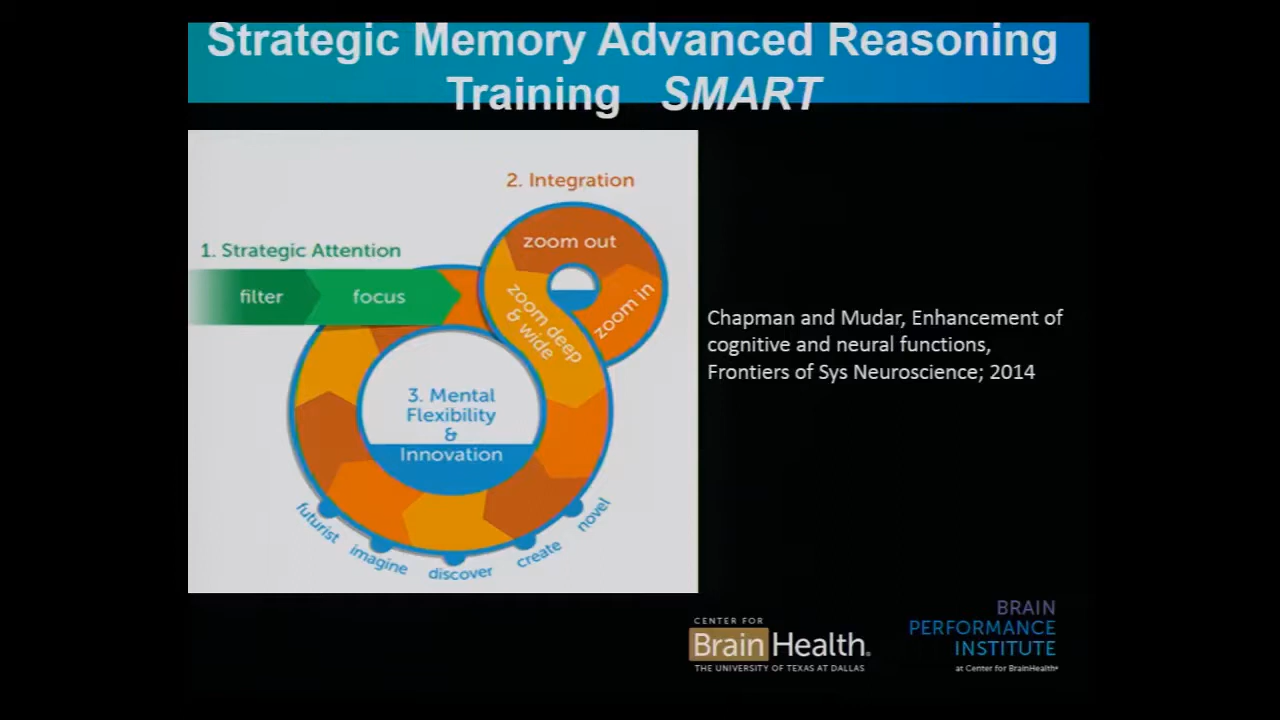 Strategic Memory Advanced Reasoning
Training SMART
2. Integration
1. Strategic Attention
zoom out
filter focus
zoom in
zoom deep
& wide
3. Mental
Flexibility
&
Innovation
futurist imagine discover create novel
Chapman and Mudar, Enhancement of
cognitive and neural functions,
Frontiers of Sys Neuroscience; 2014
CENTER FOR
BrainHealth®
THE UNIVERSITY OF TEXAS AT DALLAS
BRAIN
PERFORMANCE
INSTITUTE
at Center for BrainHealth®